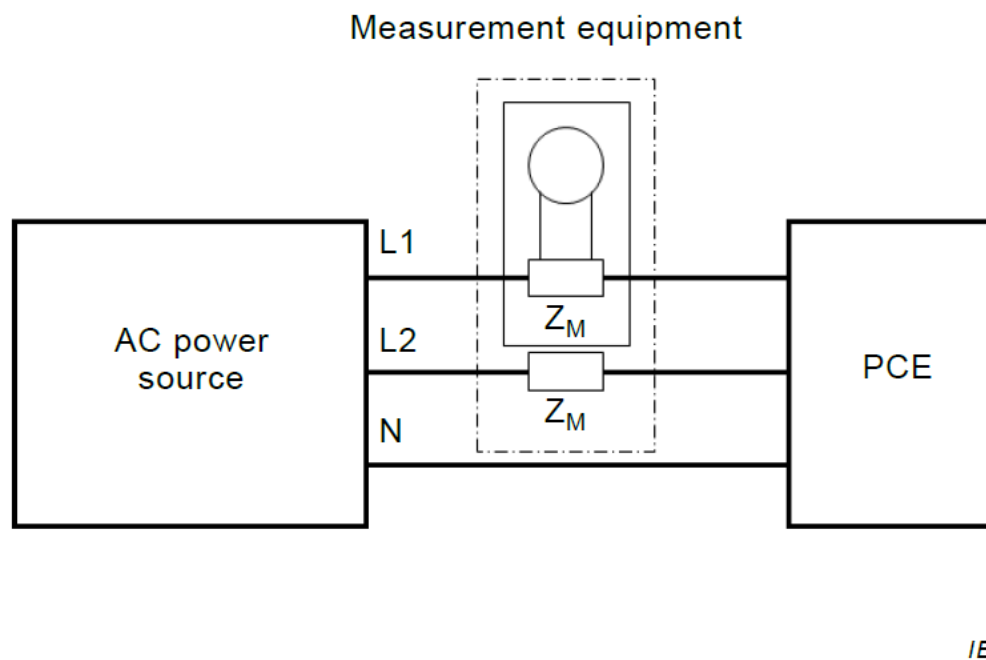 Measurement equipment
L1
Z_M
AC power
source
L2
PCE
Z_M
N